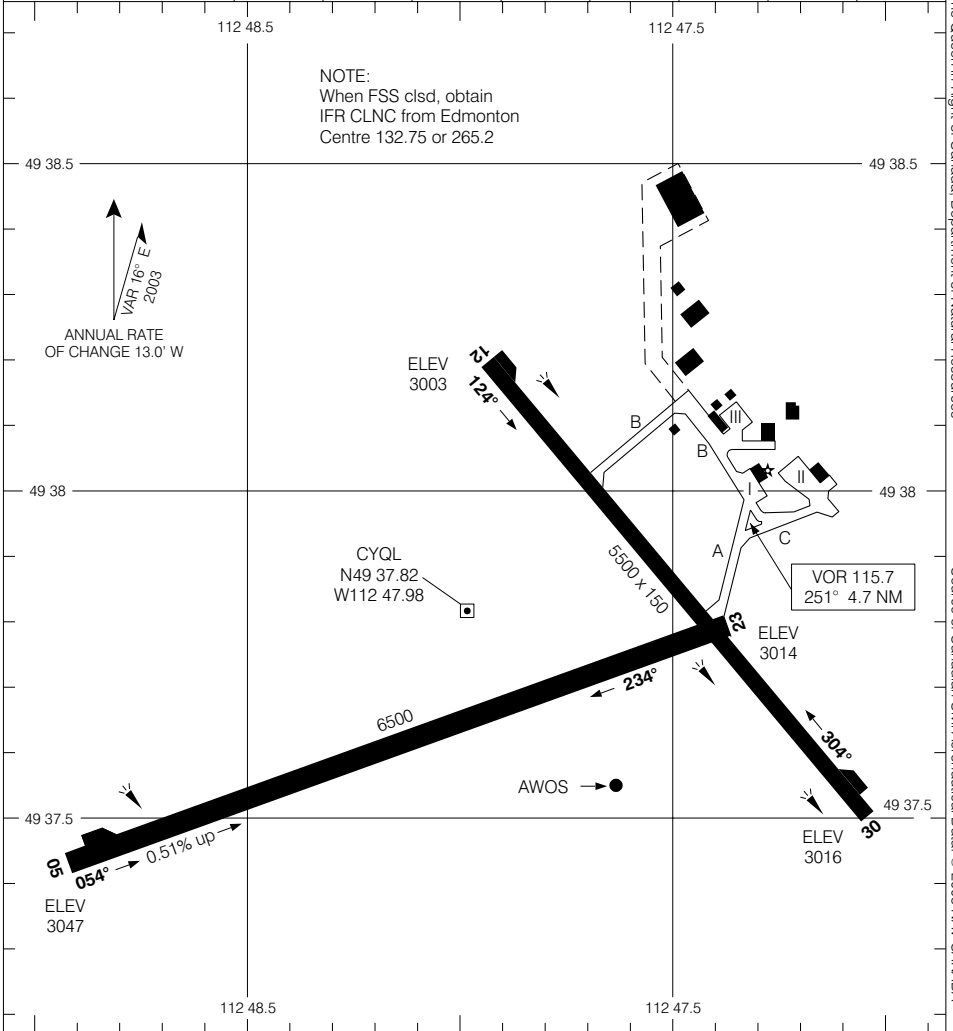 112 48.5
112 47.5
NOTE:
When FSS clsd, obtain
IFR CLNC from Edmonton
Centre 132.75 or 265.2
49 38.5
49 38.5
VAR 16° E
2003
ANNUAL RATE
OF CHANGE 13.0' W
ELEV
3003
12
124°
B
B
III
II
I
49 38
49 38
A
C
5500 x 150
CYQL
N49 37.82
W112 47.98
VOR 115.7
251° 4.7 NM
23
ELEV
3014
234°
6500
304°
AWOS
49 37.5
49 37.5
0.51% up
30
ELEV
3016
05
054°
ELEV
3047
112 48.5
112 47.5